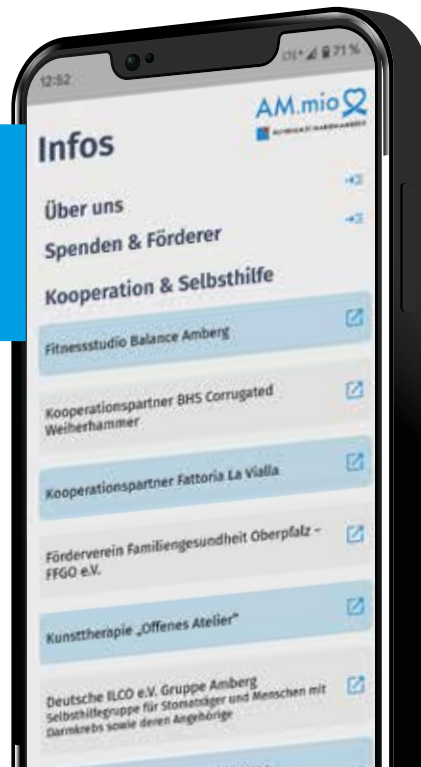 12:52
71 %
AM.mio
Infos
Über uns
Spenden & Förderer
Kooperation & Selbsthilfe
Fitnessstudio Balance Amberg
Kooperationspartner BHS Corrugated
Weiherhammer
Kooperationspartner Fattoria La Vialla
Förderverein Familiengesundheit Oberpfalz –
FFGO e.V.
Kunsttherapie „Offenes Atelier“
Deutsche ILCO e.V. Gruppe Amberg
Selbsthilfegruppe für Stomaträger und Menschen mit
Darmkrebs sowie deren Angehörige